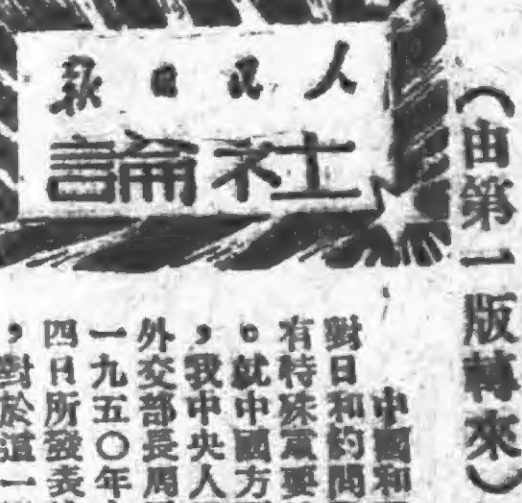 （由第一版轉來）
人民日報
社論
中國和
對日和約問
有特殊重要
。就中國方
，我中央人
外交部長周
一九五〇年
四日所發表
，對於這一